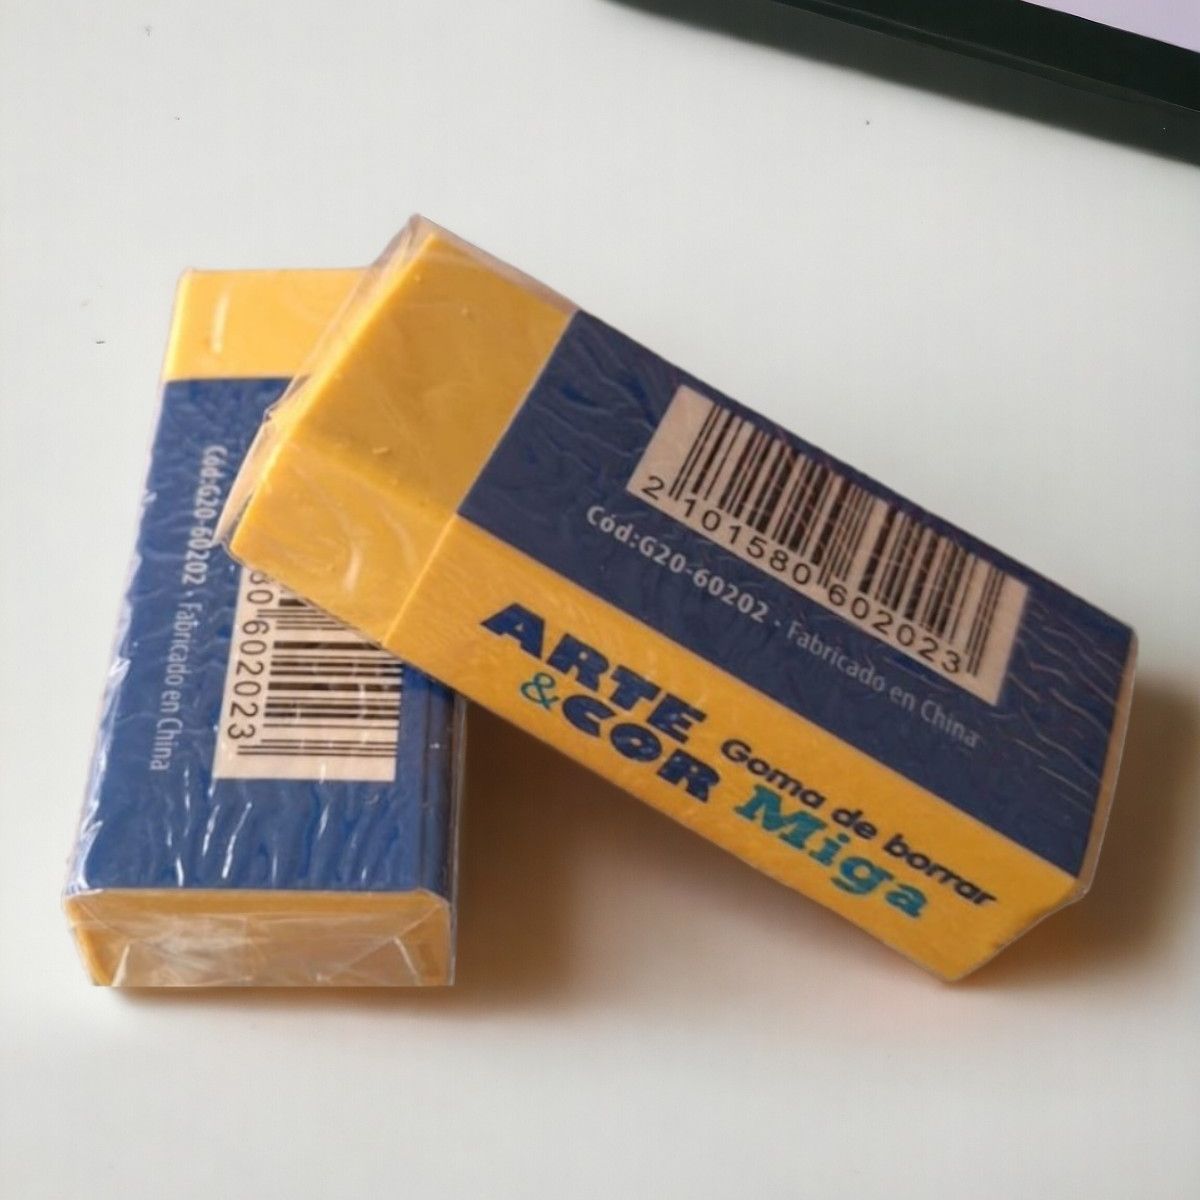 2 101580 602023
Cód:G20-60202 · Fabricado en China
ARTE
&COR
Goma de borrar
Miga
Cód:G20-60202 · Fabricado en China
80 602023